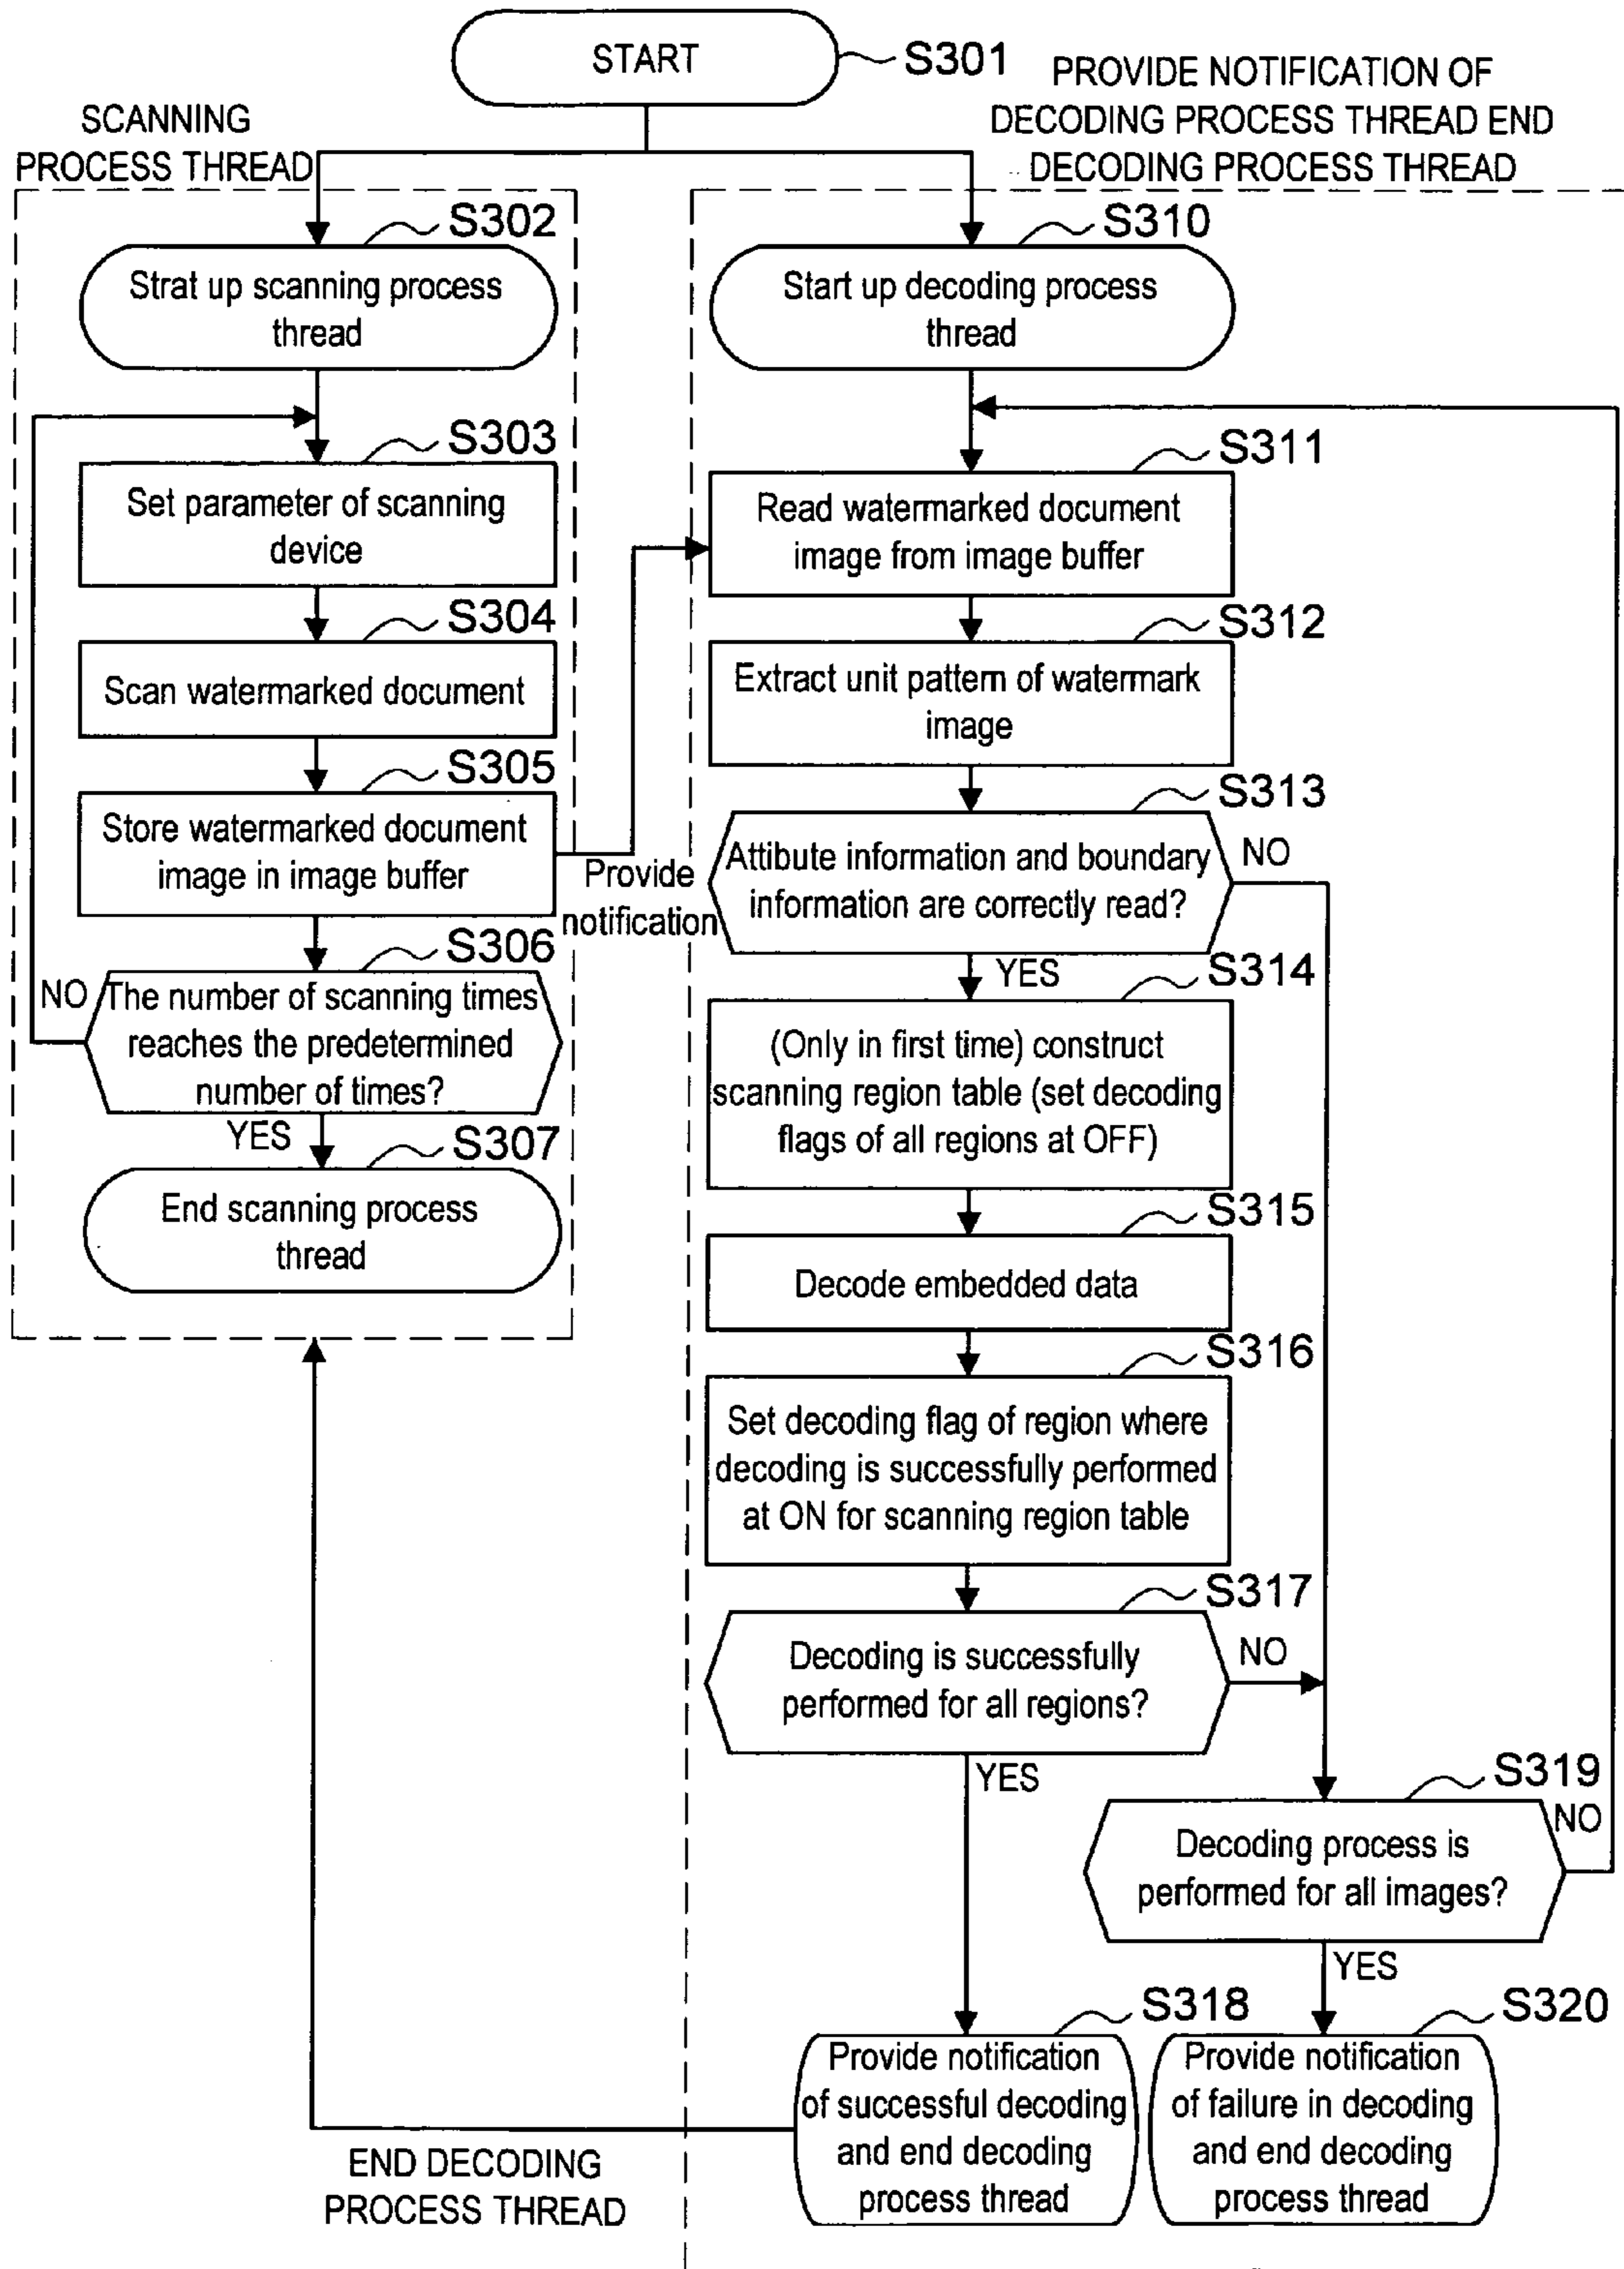 START
S301
PROVIDE NOTIFICATION OF
DECODING PROCESS THREAD END
DECODING PROCESS THREAD
SCANNING
PROCESS THREAD
S302
Strat up scanning process
thread
S303
Set parameter of scanning
device
S304
Scan watermarked document
S305
Store watermarked document
image in image buffer
Provide
notification
S306
NO
The number of scanning times
reaches the predetermined
number of times?
YES
S307
End scanning process
thread
S310
Start up decoding process
thread
S311
Read watermarked document
image from image buffer
S312
Extract unit pattern of watermark
image
S313
Attibute information and boundary
information are correctly read?
NO
YES
S314
(Only in first time) construct
scanning region table (set decoding
flags of all regions at OFF)
S315
Decode embedded data
S316
Set decoding flag of region where
decoding is successfully performed
at ON for scanning region table
S317
Decoding is successfully
performed for all regions?
NO
YES
S319
Decoding process is
performed for all images?
NO
YES
S318
Provide notification
of successful decoding
and end decoding
process thread
S320
Provide notification
of failure in decoding
and end decoding
process thread
END DECODING
PROCESS THREAD